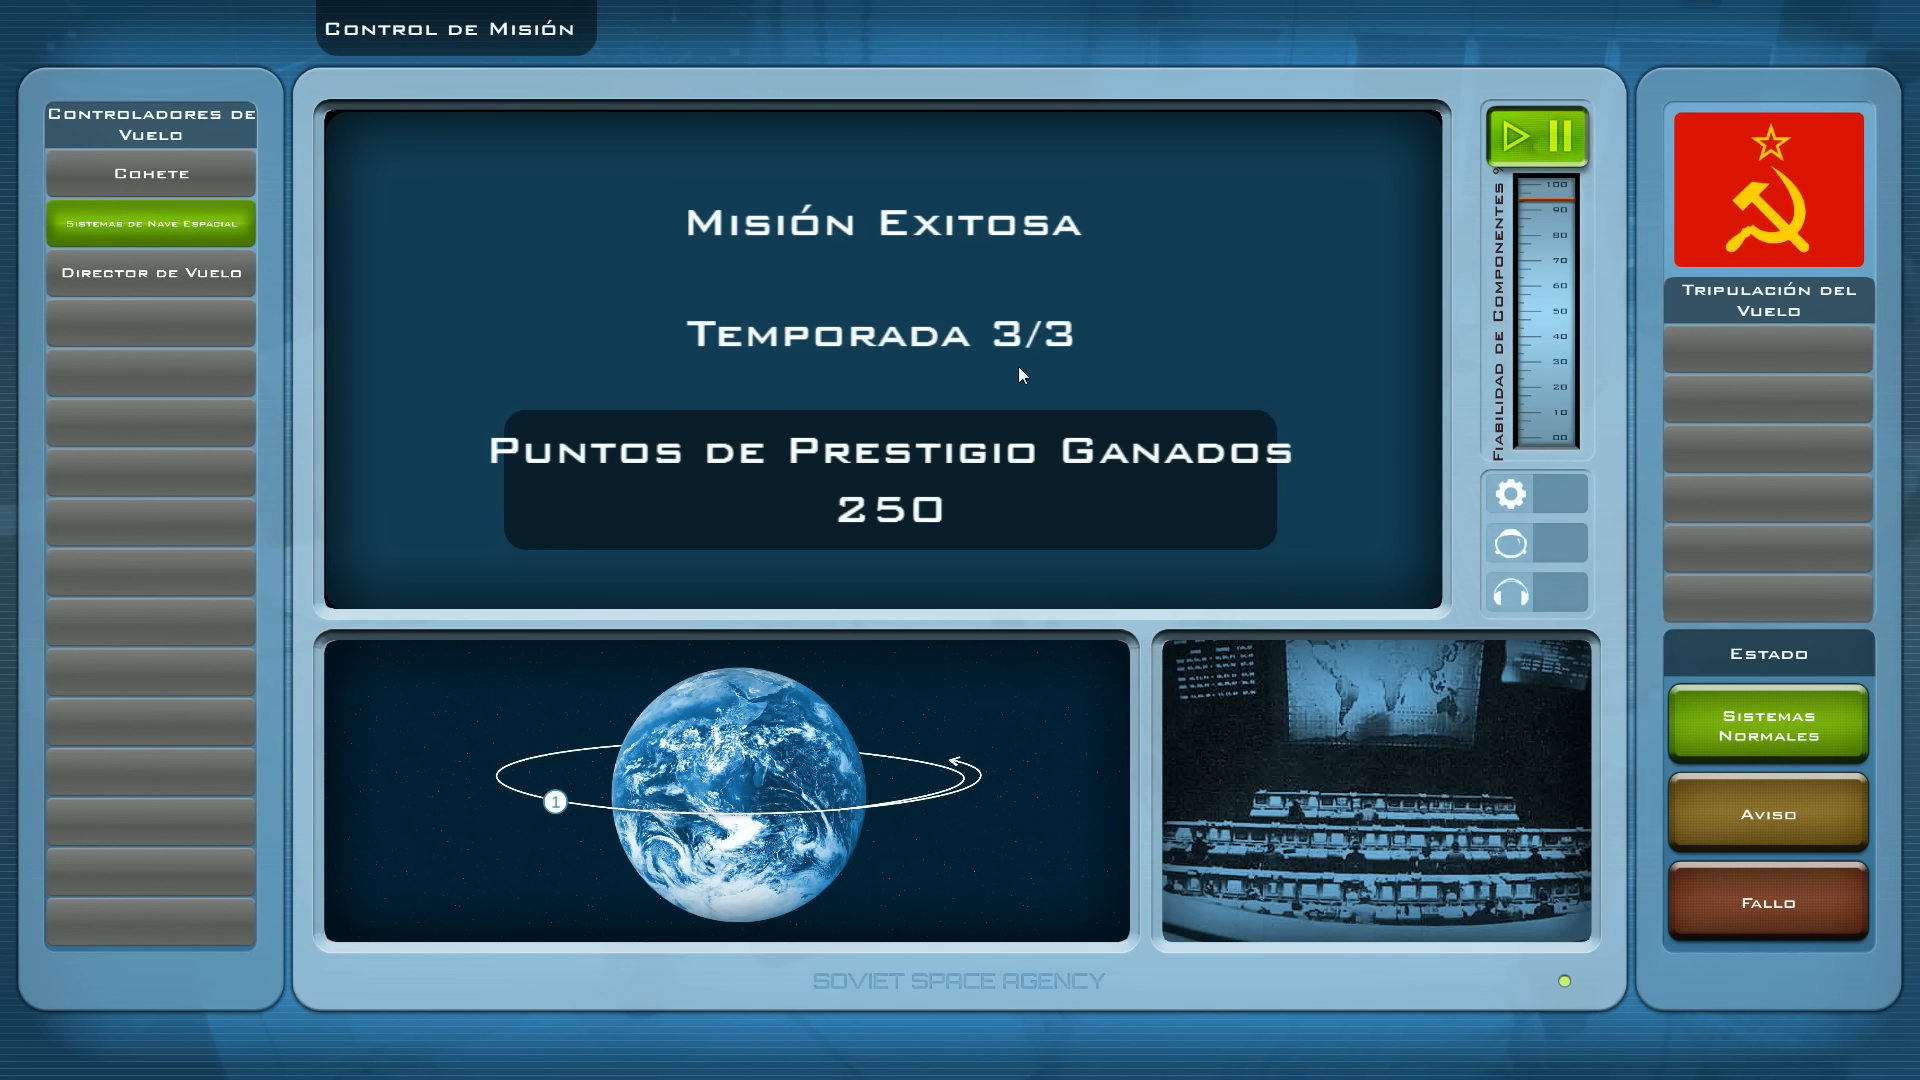 Control de Misión
Controladores de
Vuelo
Cohete
Sistemas de Nave Espacial
Director de Vuelo
Misión Exitosa
Temporada 3/3
Puntos de Prestigio Ganados
250
Fiabilidad de Componentes %
100
90
80
70
60
50
40
30
20
10
00
1
SOVIET SPACE AGENCY
Tripulación del
Vuelo
Estado
Sistemas
Normales
Aviso
Fallo